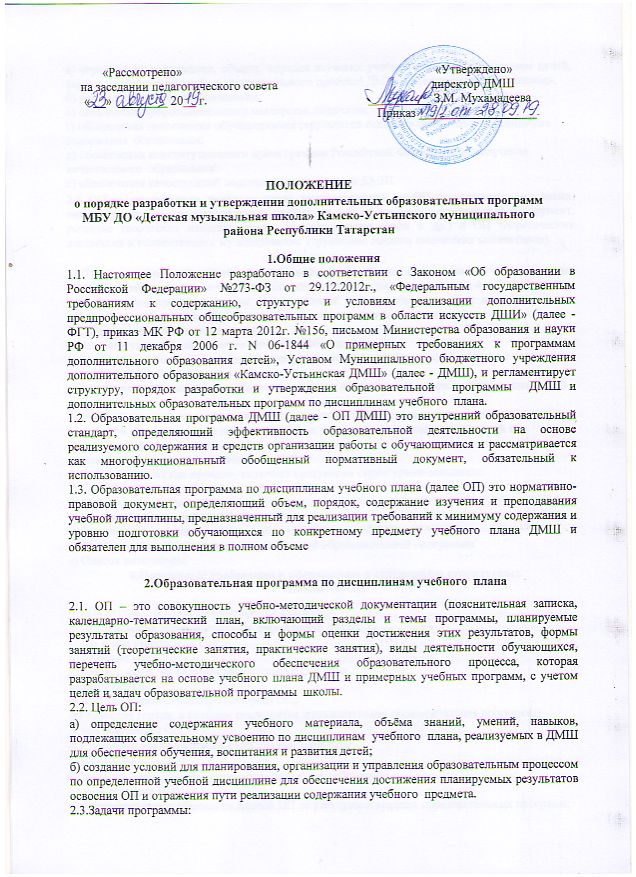 «Рассмотрено» «Утверждено»
на заседании педагогического совета директор ДМШ
«23» августа 2019г. З.М. Мухамадеева
Приказ №19/2 от 28.09.19.
ПОЛОЖЕНИЕ
о порядке разработки и утверждении дополнительных образовательных программ
МБУ ДО «Детская музыкальная школа» Камско-Устьинского муниципального
района Республики Татарстан
1.Общие положения
1.1. Настоящее Положение разработано в соответствии с Законом «Об образовании в
Российской Федерации» №273-ФЗ от 29.12.2012г., «Федеральным государственным
требованиям к содержанию, структуре и условиям реализации дополнительных
предпрофессиональных общеобразовательных программ в области искусств ДШИ» (далее -
ФГТ), приказ МК РФ от 12 марта 2012г. №156, письмом Министерства образования и науки
РФ от 11 декабря 2006 г. N 06-1844 «О примерных требованиях к программам
дополнительного образования детей», Уставом Муниципального бюджетного учреждения
дополнительного образования «Камско-Устьинская ДМШ» (далее - ДМШ), и регламентирует
структуру, порядок разработки и утверждения образовательной программы ДМШ и
дополнительных образовательных программ по дисциплинам учебного плана.
1.2. Образовательная программа ДМШ (далее - ОП ДМШ) это внутренний образовательный
стандарт, определяющий эффективность образовательной деятельности на основе
реализуемого содержания и средств организации работы с обучающимися и рассматривается
как многофункциональный обобщенный нормативный документ, обязательный к
использованию.
1.3. Образовательная программа по дисциплинам учебного плана (далее ОП) это нормативно-
правовой документ, определяющий объем, порядок, содержание изучения и преподавания
учебной дисциплины, предназначенный для реализации требований к минимуму содержания и
уровню подготовки обучающихся по конкретному предмету учебного плана ДМШ и
обязателен для выполнения в полном объеме
2.Образовательная программа по дисциплинам учебного плана
2.1. ОП – это совокупность учебно-методической документации (пояснительная записка,
календарно-тематический план, включающий разделы и темы программы, планируемые
результаты образования, способы и формы оценки достижения этих результатов, формы
занятий (теоретические занятия, практические занятия), виды деятельности обучающихся,
перечень учебно-методического обеспечения образовательного процесса, которая
разрабатывается на основе учебного плана ДМШ и примерных учебных программ, с учетом
целей и задач образовательной программы школы.
2.2. Цель ОП:
а) определение содержания учебного материала, объёма знаний, умений, навыков,
подлежащих обязательному усвоению по дисциплинам учебного плана, реализуемых в ДМШ
для обеспечения обучения, воспитания и развития детей;
б) создание условий для планирования, организации и управления образовательным процессом
по определенной учебной дисциплине для обеспечения достижения планируемых результатов
освоения ОП и отражения пути реализации содержания учебного предмета.
2.3.Задачи программы: